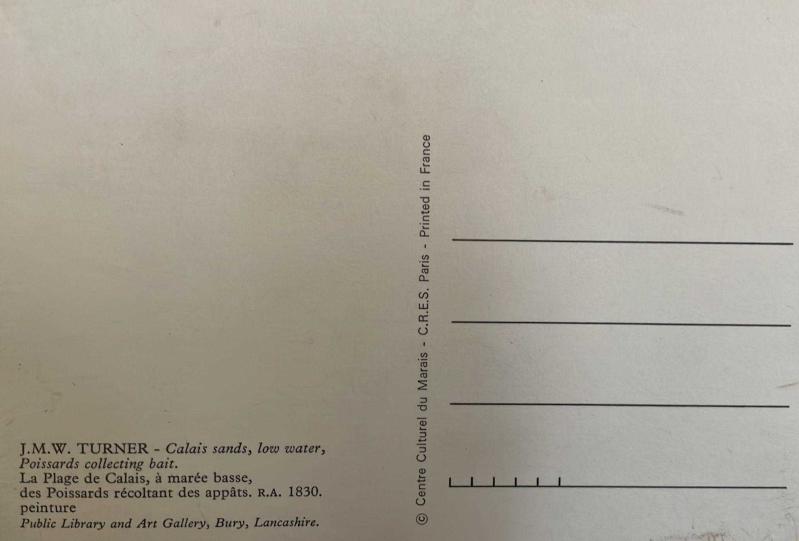 J.M.W. TURNER - Calais sands, low water,
Poissards collecting bait.
La Plage de Calais, à marée basse,
des Poissards récoltant des appâts. R.A. 1830.
peinture
Public Library and Art Gallery, Bury, Lancashire.
© Centre Culturel du Marais - C.R.E.S. Paris - Printed in France